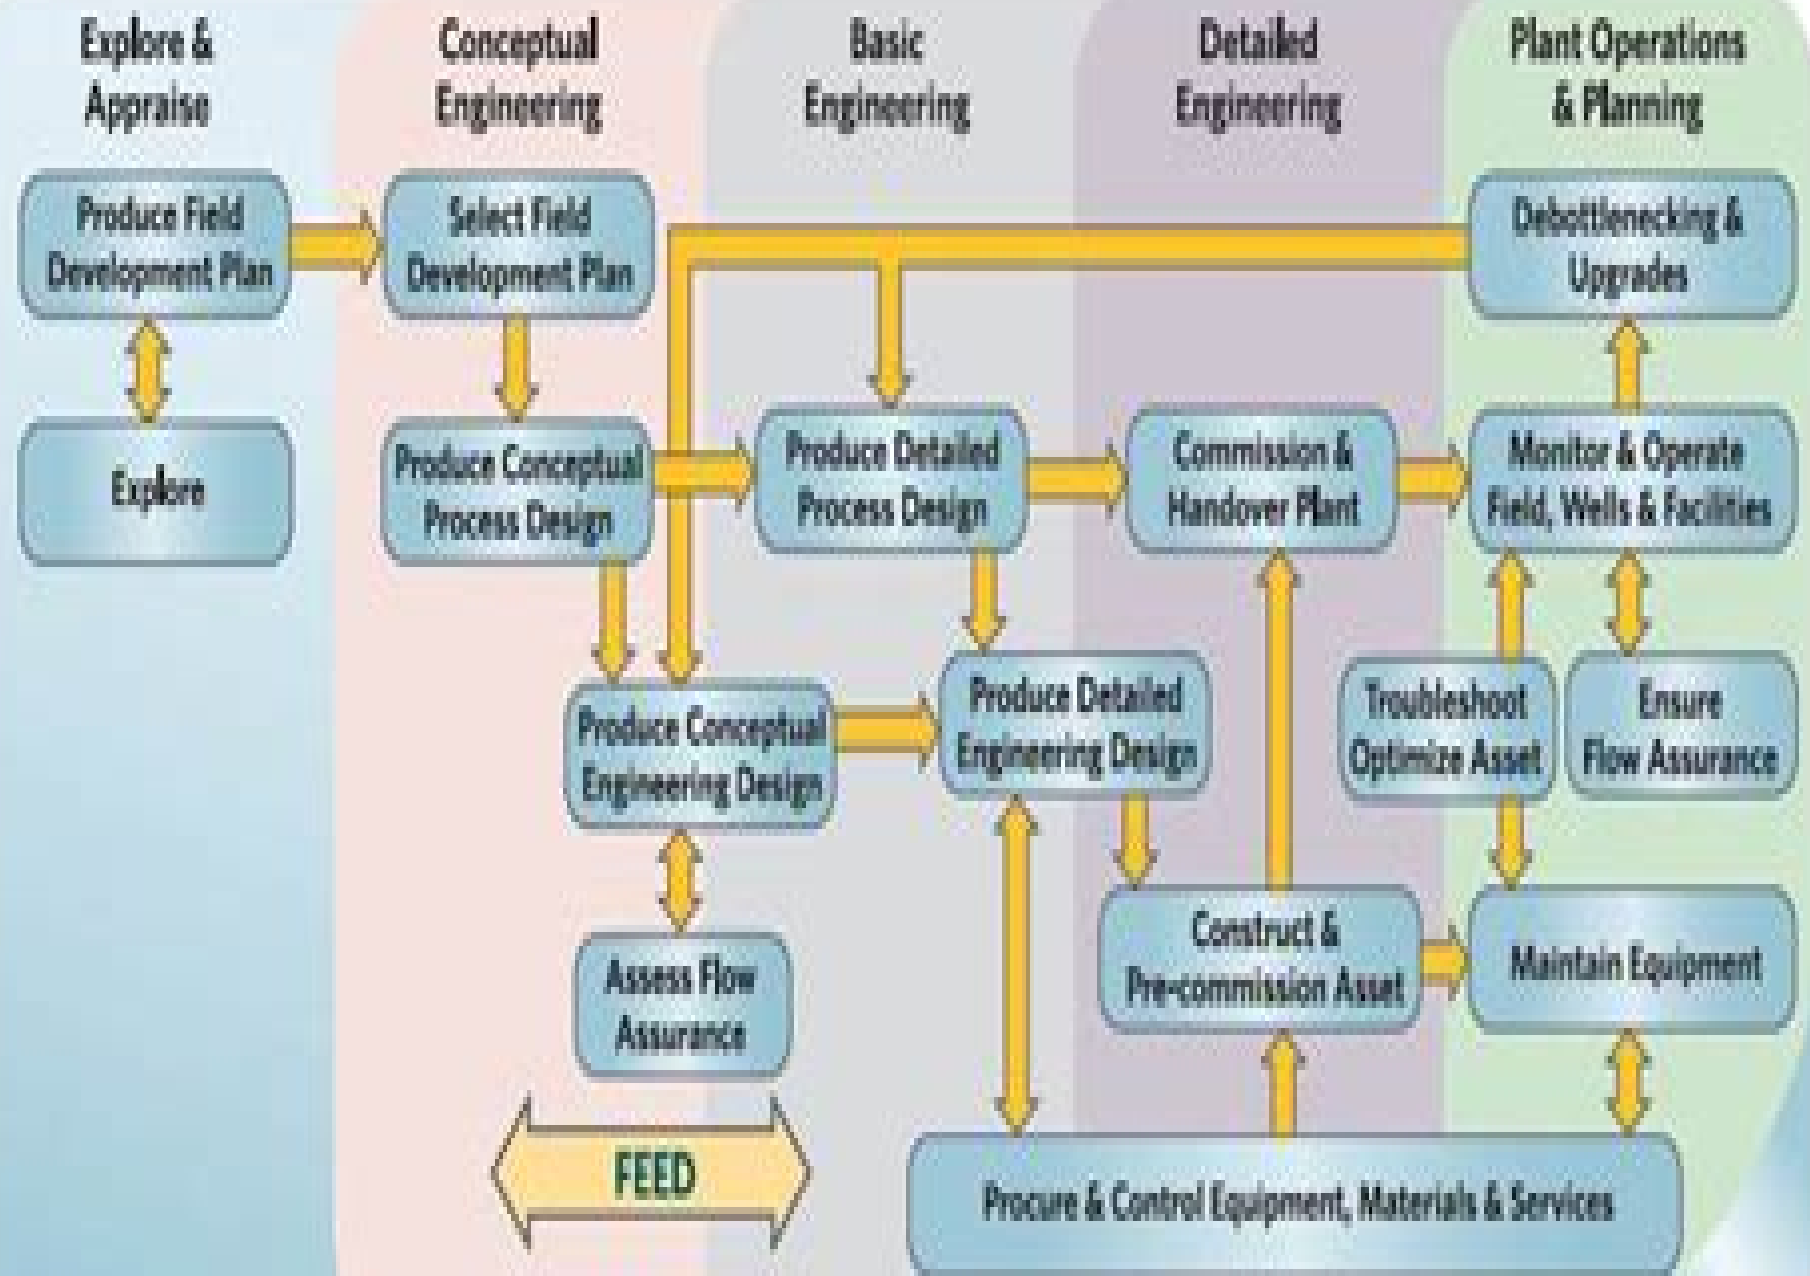 Explore &
Appraise
Conceptual
Engineering
Basic
Engineering
Detailed
Engineering
Plant Operations
& Planning
Produce Field
Development Plan
Select Field
Development Plan
Debottlenecking &
Upgrades
Explore
Produce Conceptual
Process Design
Produce Detailed
Process Design
Commission &
Handover Plant
Monitor & Operate
Field, Wells & Facilities
Produce Conceptual
Engineering Design
Produce Detailed
Engineering Design
Troubleshoot
Optimize Asset
Ensure
Flow Assurance
Assess Flow
Assurance
Construct &
Pre-commission Asset
Maintain Equipment
FEED
Procure & Control Equipment, Materials & Services